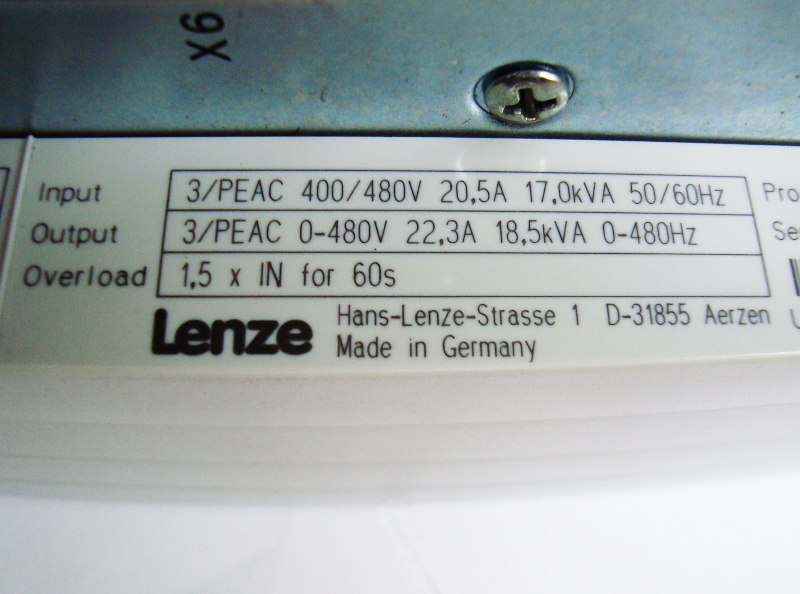 X6
Input 3/PEAC 400/480V 20,5A 17,0kVA 50/60Hz
Output 3/PEAC 0-480V 22,3A 18,5kVA 0-480Hz
Overload 1,5 x IN for 60s
Lenze Hans-Lenze-Strasse 1 D-31855 Aerzen
Made in Germany